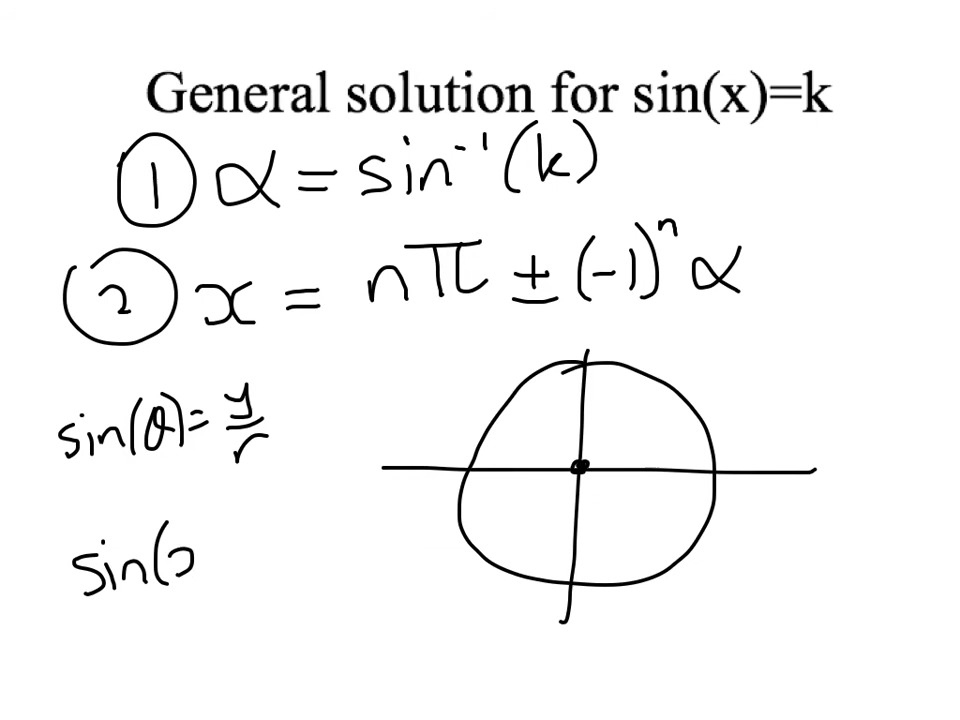 General solution for sin(x)=k
① α = sin⁻¹(k)
② x = nπ ± (-1)ⁿ α
sin(θ)= y/r
sin(